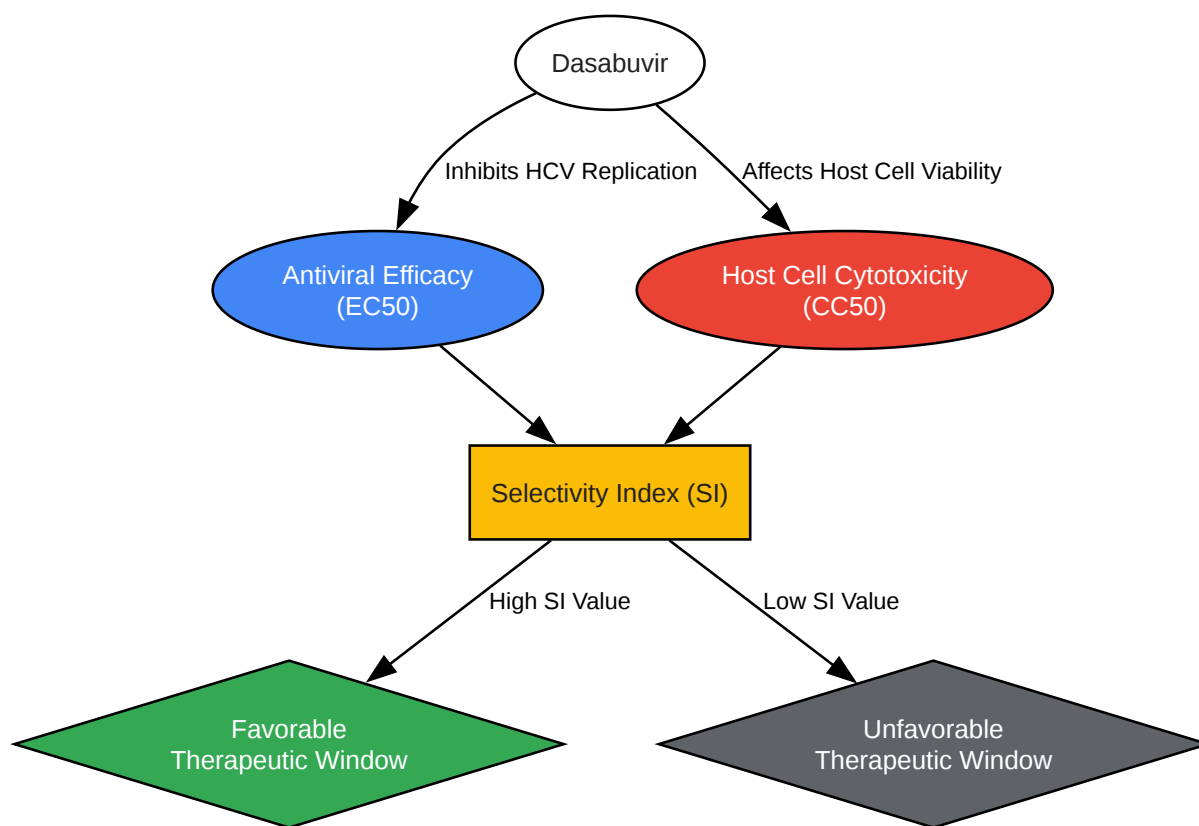 Dasabuvir
Inhibits HCV Replication
Affects Host Cell Viability
Antiviral Efficacy
(EC50)
Host Cell Cytotoxicity
(CC50)
Selectivity Index (SI)
High SI Value
Low SI Value
Favorable
Therapeutic Window
Unfavorable
Therapeutic Window